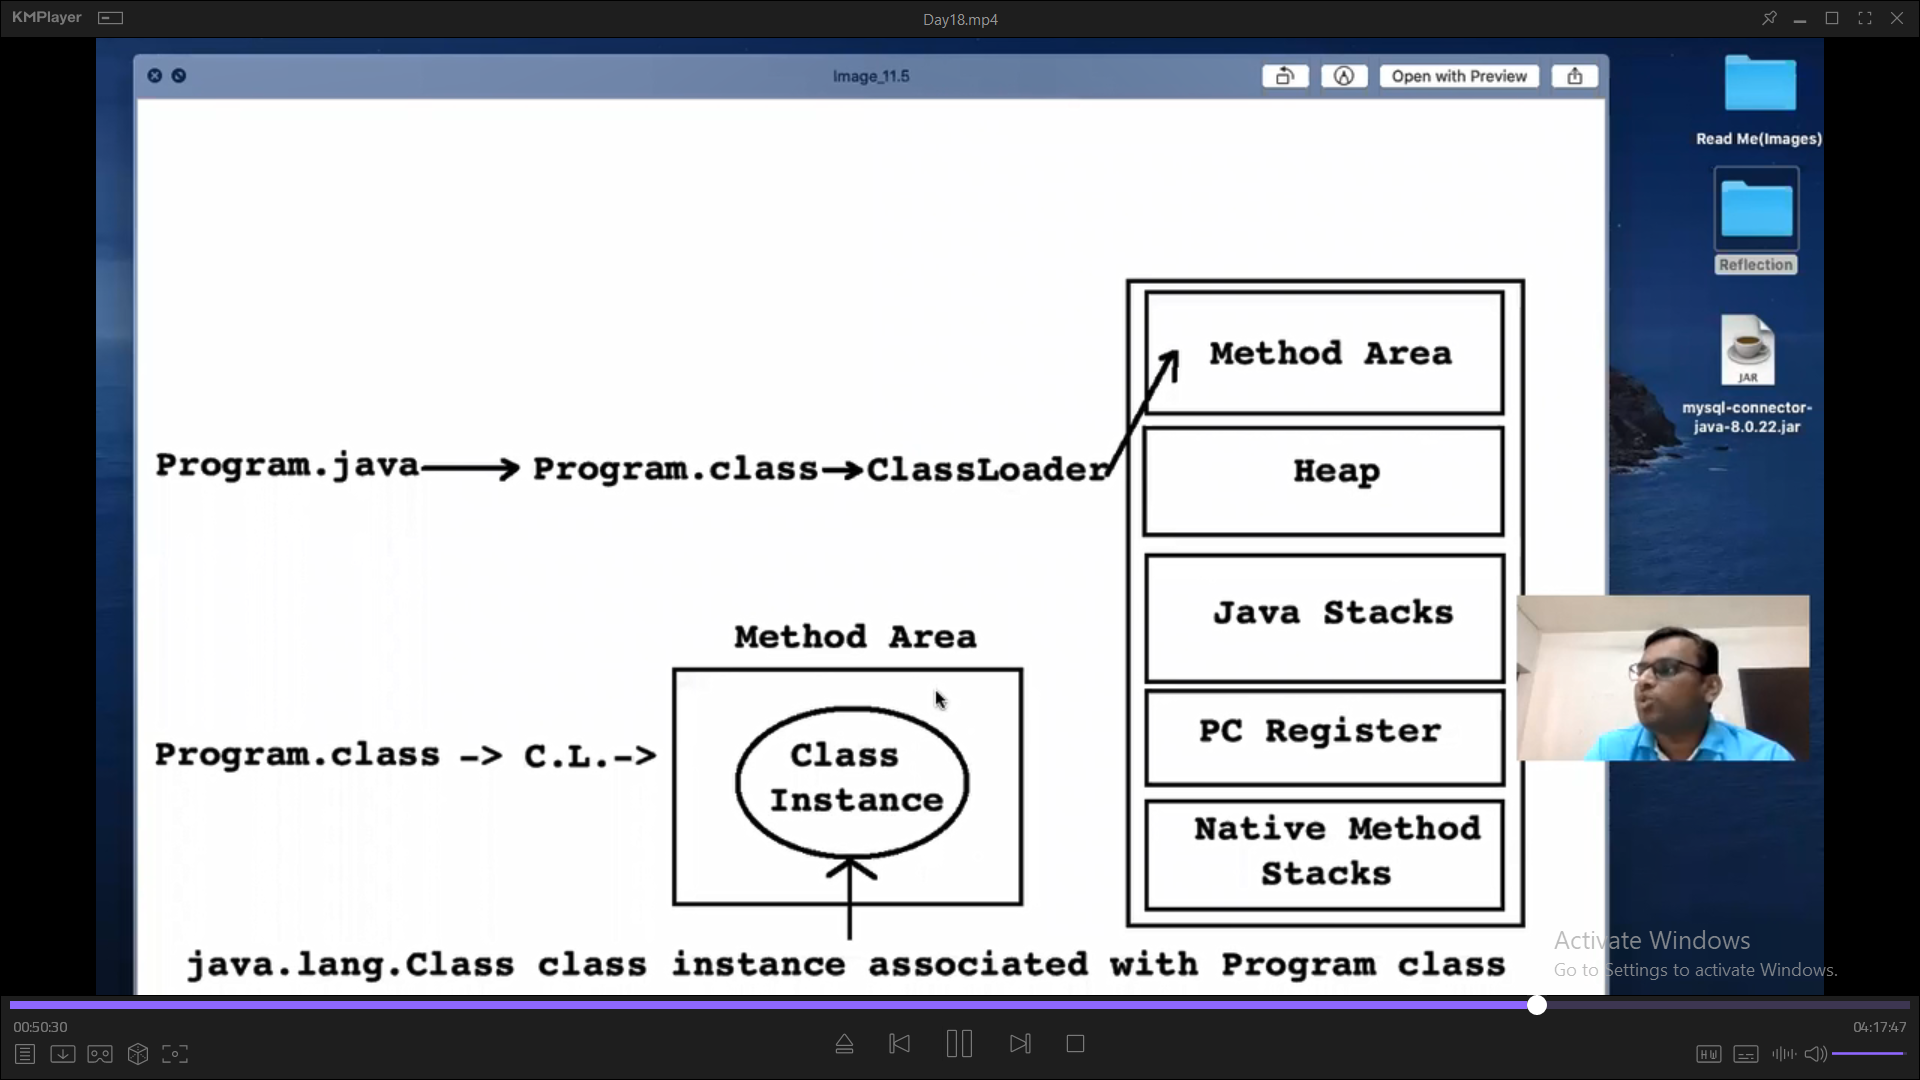 KMPlayer
Day18.mp4
Image_11.5
Open with Preview
Read Me(Images)
Reflection
JAR
mysql-connector-
java-8.0.22.jar
Method Area
Program.java
Program.class
ClassLoader
Heap
Java Stacks
Method Area
PC Register
Program.class -> C.L.->
Class
Instance
Native Method
Stacks
java.lang.Class class instance associated with Program class
Activate Windows
Go to Settings to activate Windows.
00:50:30
04:17:47
HW